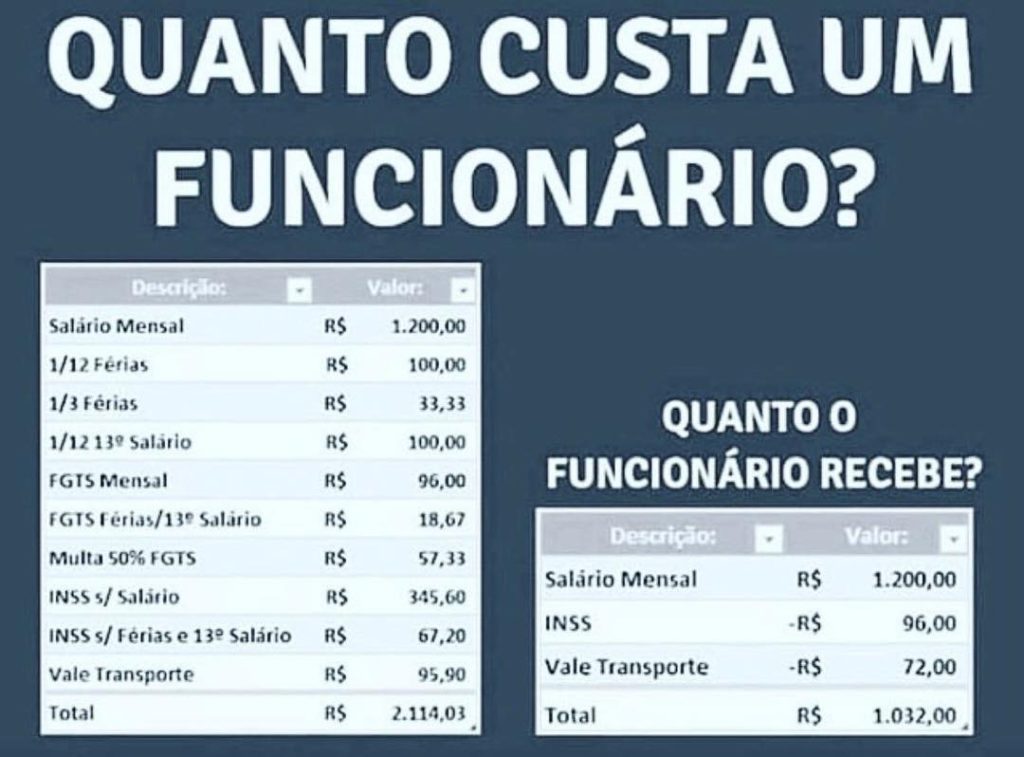 QUANTO CUSTA UM
FUNCIONÁRIO?
Descrição: Valor:
Salário Mensal R$ 1.200,00
1/12 Férias R$ 100,00
1/3 Férias R$ 33,33
1/12 13º Salário R$ 100,00
FGTS Mensal R$ 96,00
FGTS Férias/13º Salário R$ 18,67
Multa 50% FGTS R$ 57,33
INSS s/ Salário R$ 345,60
INSS s/ Férias e 13º Salário R$ 67,20
Vale Transporte R$ 95,90
Total R$ 2.114,03
QUANTO O
FUNCIONÁRIO RECEBE?
Descrição: Valor:
Salário Mensal R$ 1.200,00
INSS -R$ 96,00
Vale Transporte -R$ 72,00
Total R$ 1.032,00